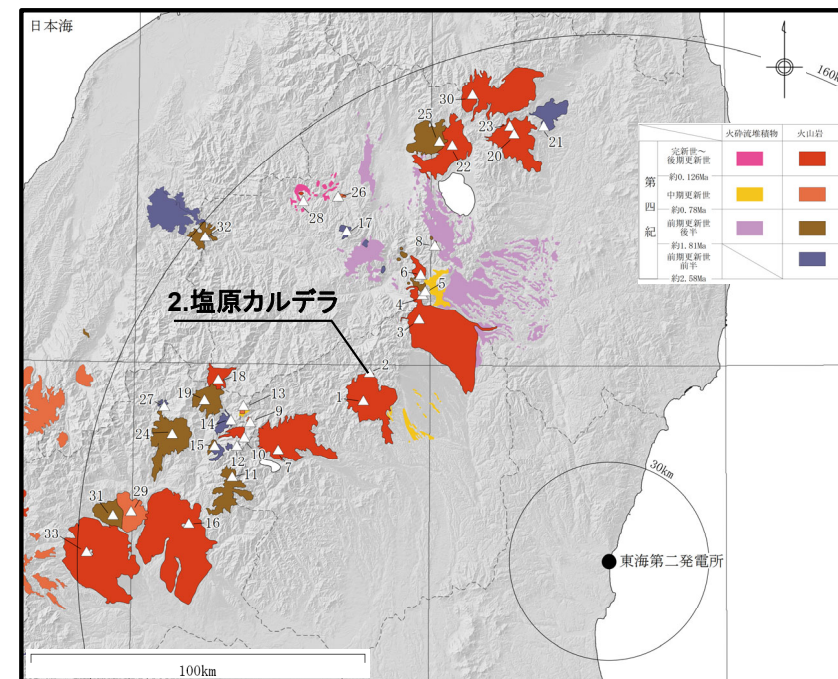 日本海
160km
30
25
23
20
21
22
火砕流堆積物
火山岩
第四紀
完新世～
後期更新世
約0.126Ma
中期更新世
約0.78Ma
前期更新世
後半
約1.81Ma
前期更新世
前半
約2.58Ma
26
28
17
32
8
6
5
4
3
2.塩原カルデラ
2
1
18
19
13
27
14
9
24
15
12
10
7
11
31
29
16
33
30km
東海第二発電所
100km